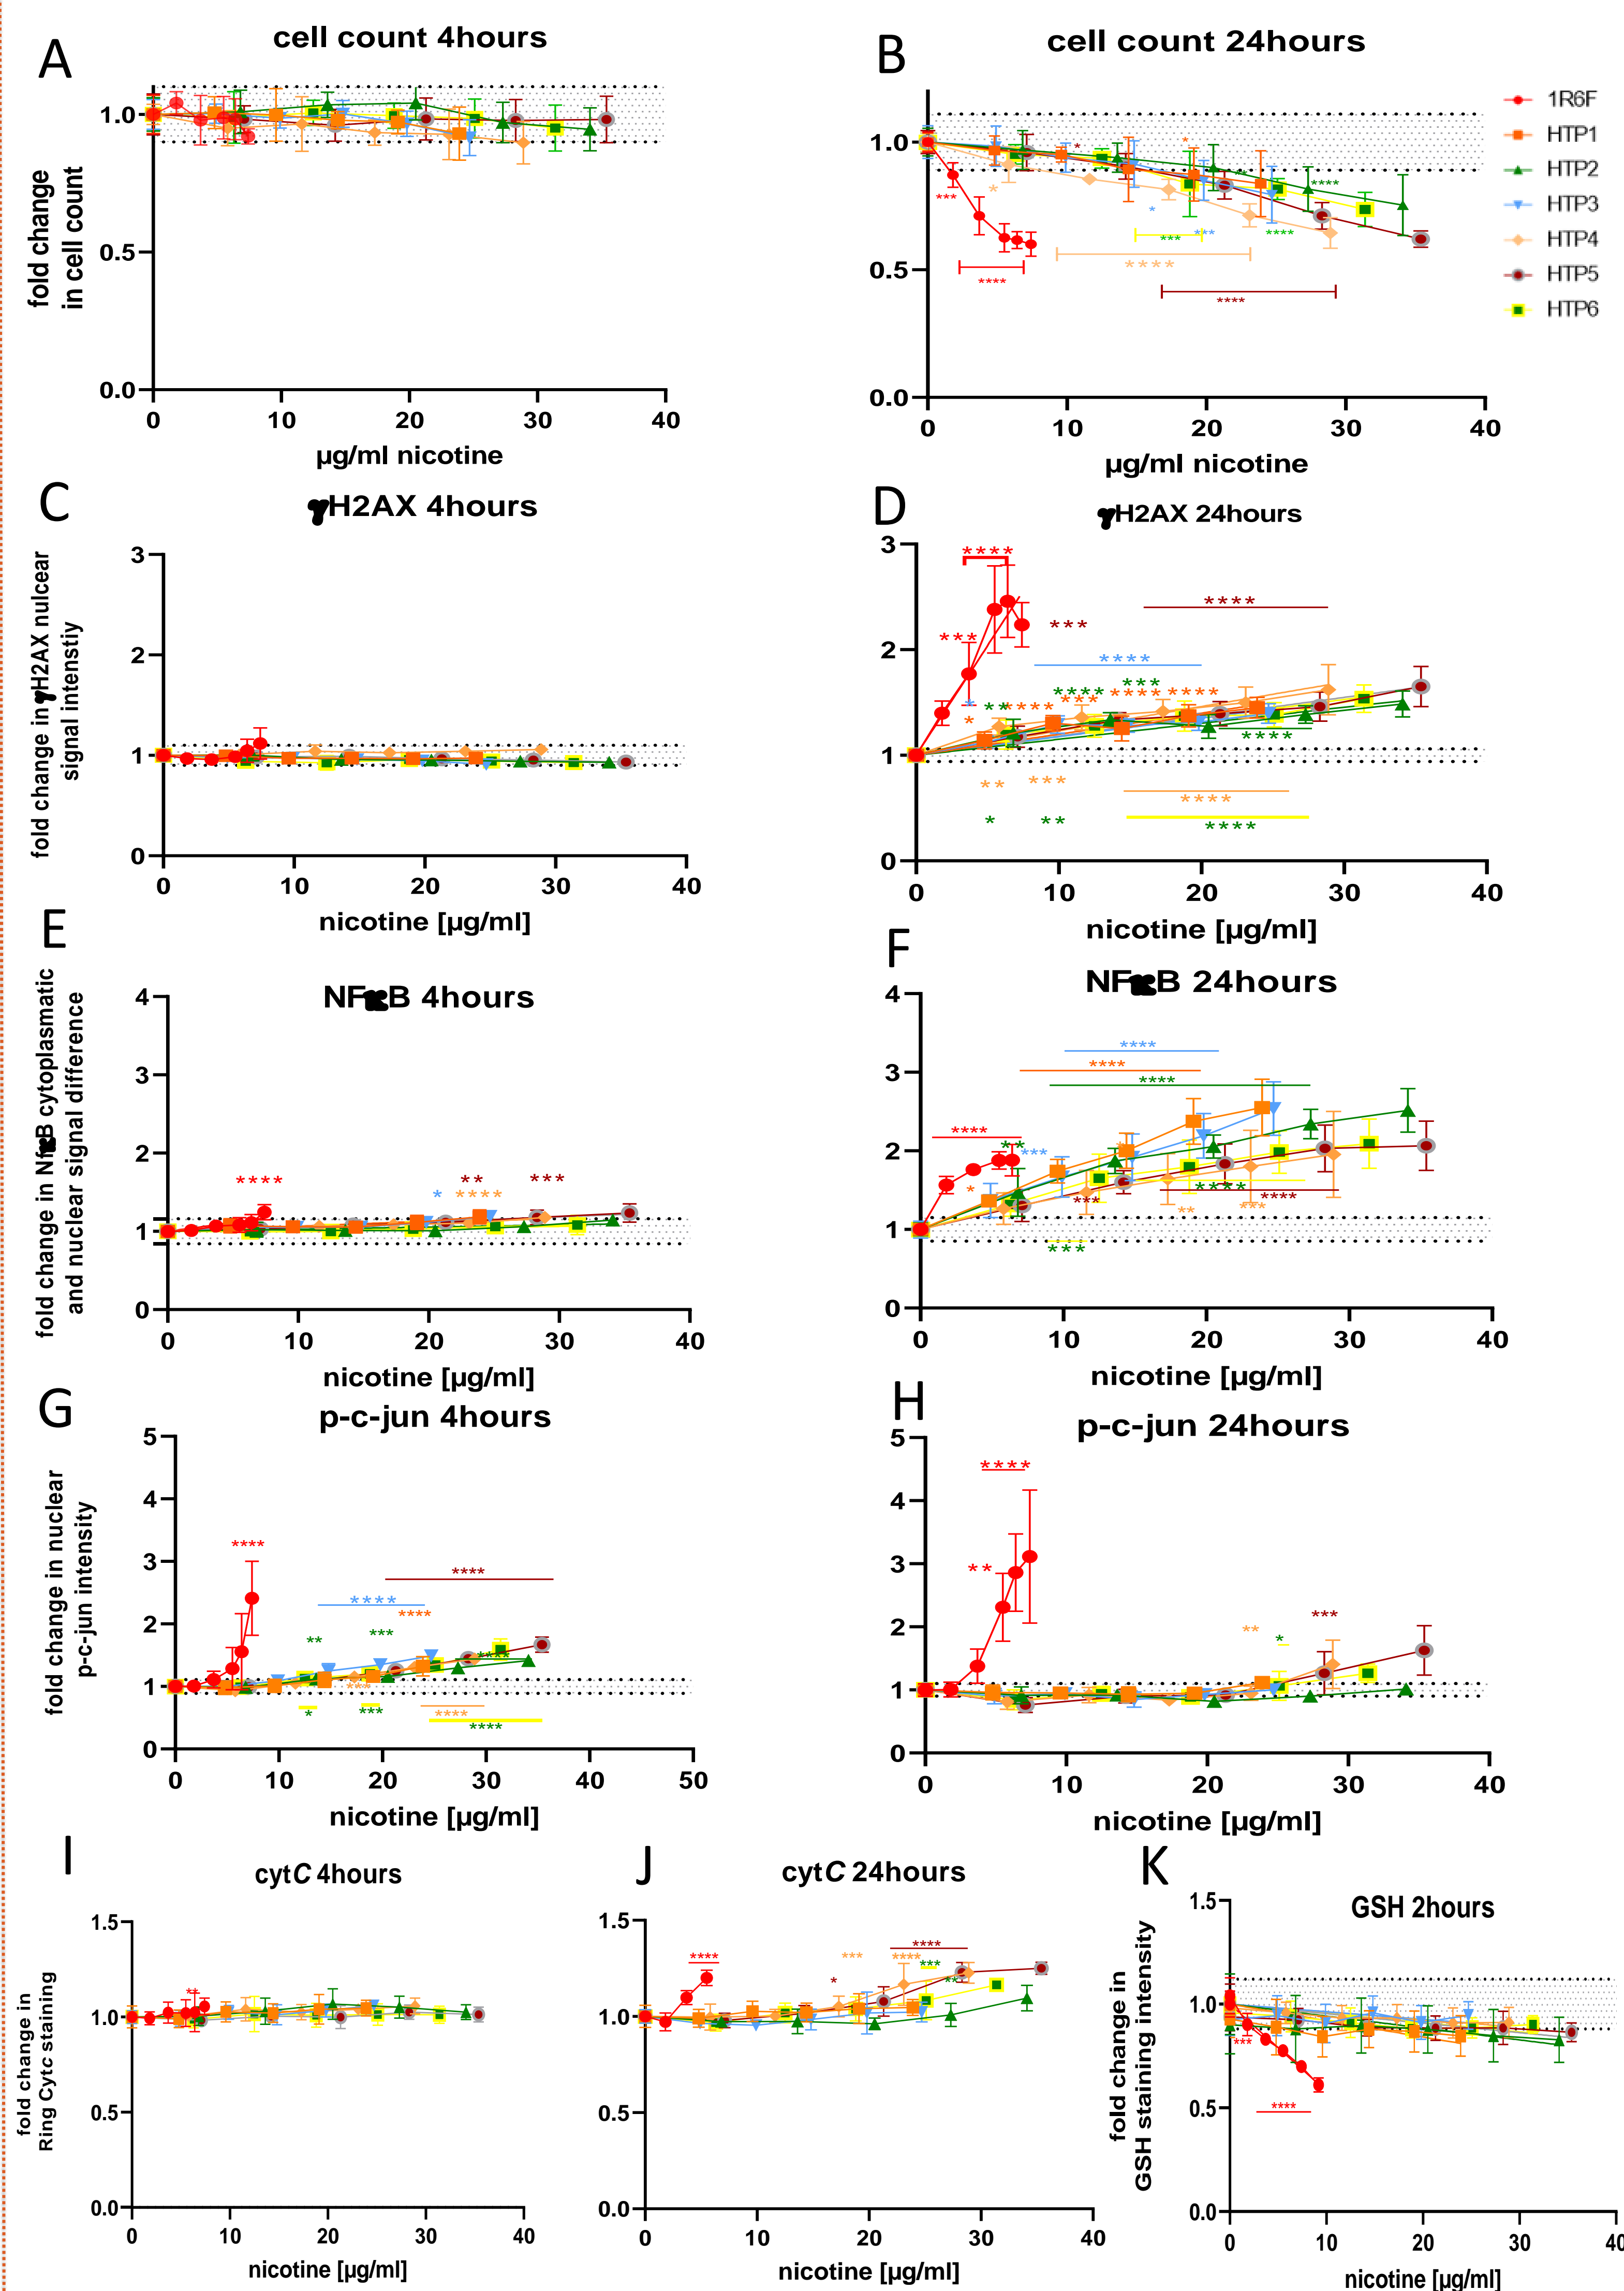 A
cell count 4hours
fold change
in cell count
1.0
0.5
0.0
0 10 20 30 40
µg/ml nicotine
B
cell count 24hours
*** **** * * * **** * *** *** **** **** ****
1.0
0.5
0.0
0 10 20 30 40
µg/ml nicotine
1R6F
HTP1
HTP2
HTP3
HTP4
HTP5
HTP6
C
γH2AX 4hours
fold change in γH2AX nulcear
signal intenstiy
3
2
1
0
0 10 20 30 40
nicotine [µg/ml]
D
γH2AX 24hours
3
2
1
0
****
***
***
****
****
***
**** *** **** ****
* ** ****
*
****
** ***
****
* ** ****
0 10 20 30 40
nicotine [µg/ml]
E
NFκB 4hours
fold change in NfκB cytoplasmatic
and nuclear signal difference
4
3
2
1
0
**** ** ***
* ****
0 10 20 30 40
nicotine [µg/ml]
F
NFκB 24hours
4
3
2
1
0
****
****
****
****
** ***
* **** ****
*** ** ***
***
0 10 20 30 40
nicotine [µg/ml]
G
p-c-jun 4hours
fold change in nuclear
p-c-jun intensity
5
4
3
2
1
0
****
****
****
****
** ***
****
***
* *** ****
****
0 10 20 30 40 50
nicotine [µg/ml]
H
p-c-jun 24hours
5
4
3
2
1
0
****
**
***
** *
0 10 20 30 40
nicotine [µg/ml]
I
cytC 4hours
fold change in
Ring Cytc staining
1.5
1.0
0.5
0.0
**
0 10 20 30 40
nicotine [µg/ml]
J
cytC 24hours
1.5
1.0
0.5
0.0
****
****
*** ****
***
*
0 10 20 30 40
nicotine [µg/ml]
K
GSH 2hours
fold change in
GSH staining intensity
1.5
1.0
0.5
0.0
***
****
0 10 20 30 40
nicotine [µg/ml]